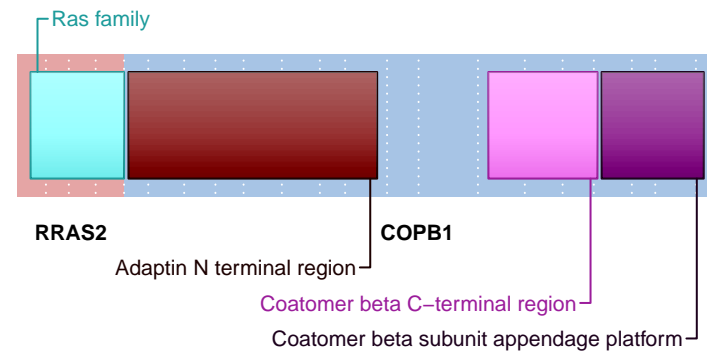 Ras family
RRAS2
COPB1
Adaptin N terminal region
Coatomer beta C−terminal region
Coatomer beta subunit appendage platform